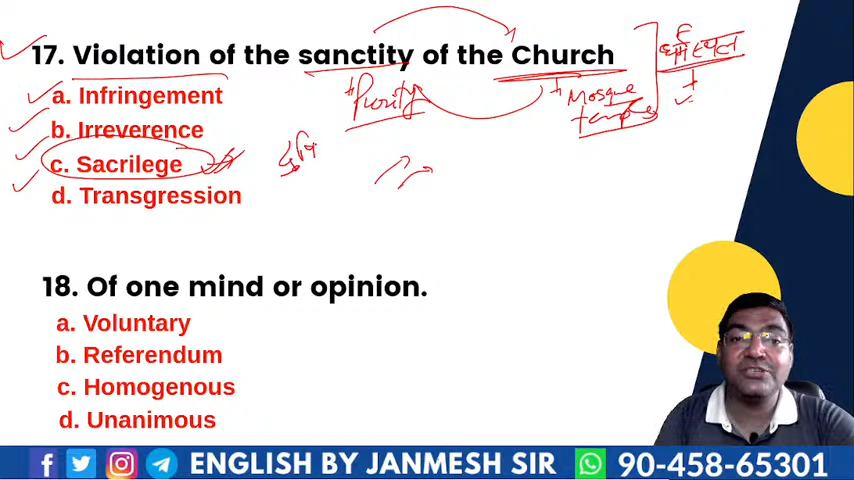 17. Violation of the sanctity of the Church
a. Infringement
b. Irreverence
c. Sacrilege
d. Transgression
Purity
Mosque
temple
18. Of one mind or opinion.
a. Voluntary
b. Referendum
c. Homogenous
d. Unanimous
ENGLISH BY JANMESH SIR 90-458-65301